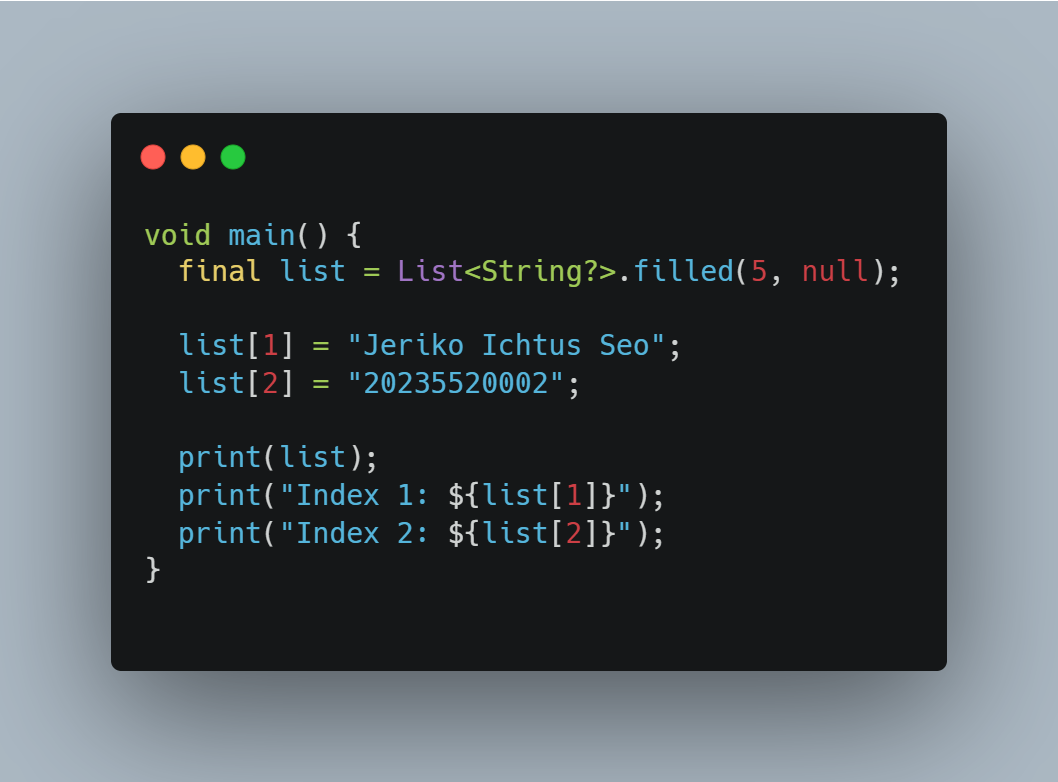 void main() {
  final list = List<String?>.filled(5, null);
  list[1] = "Jeriko Ichtus Seo";
  list[2] = "20235520002";
  print(list);
  print("Index 1: ${list[1]}");
  print("Index 2: ${list[2]}");
}